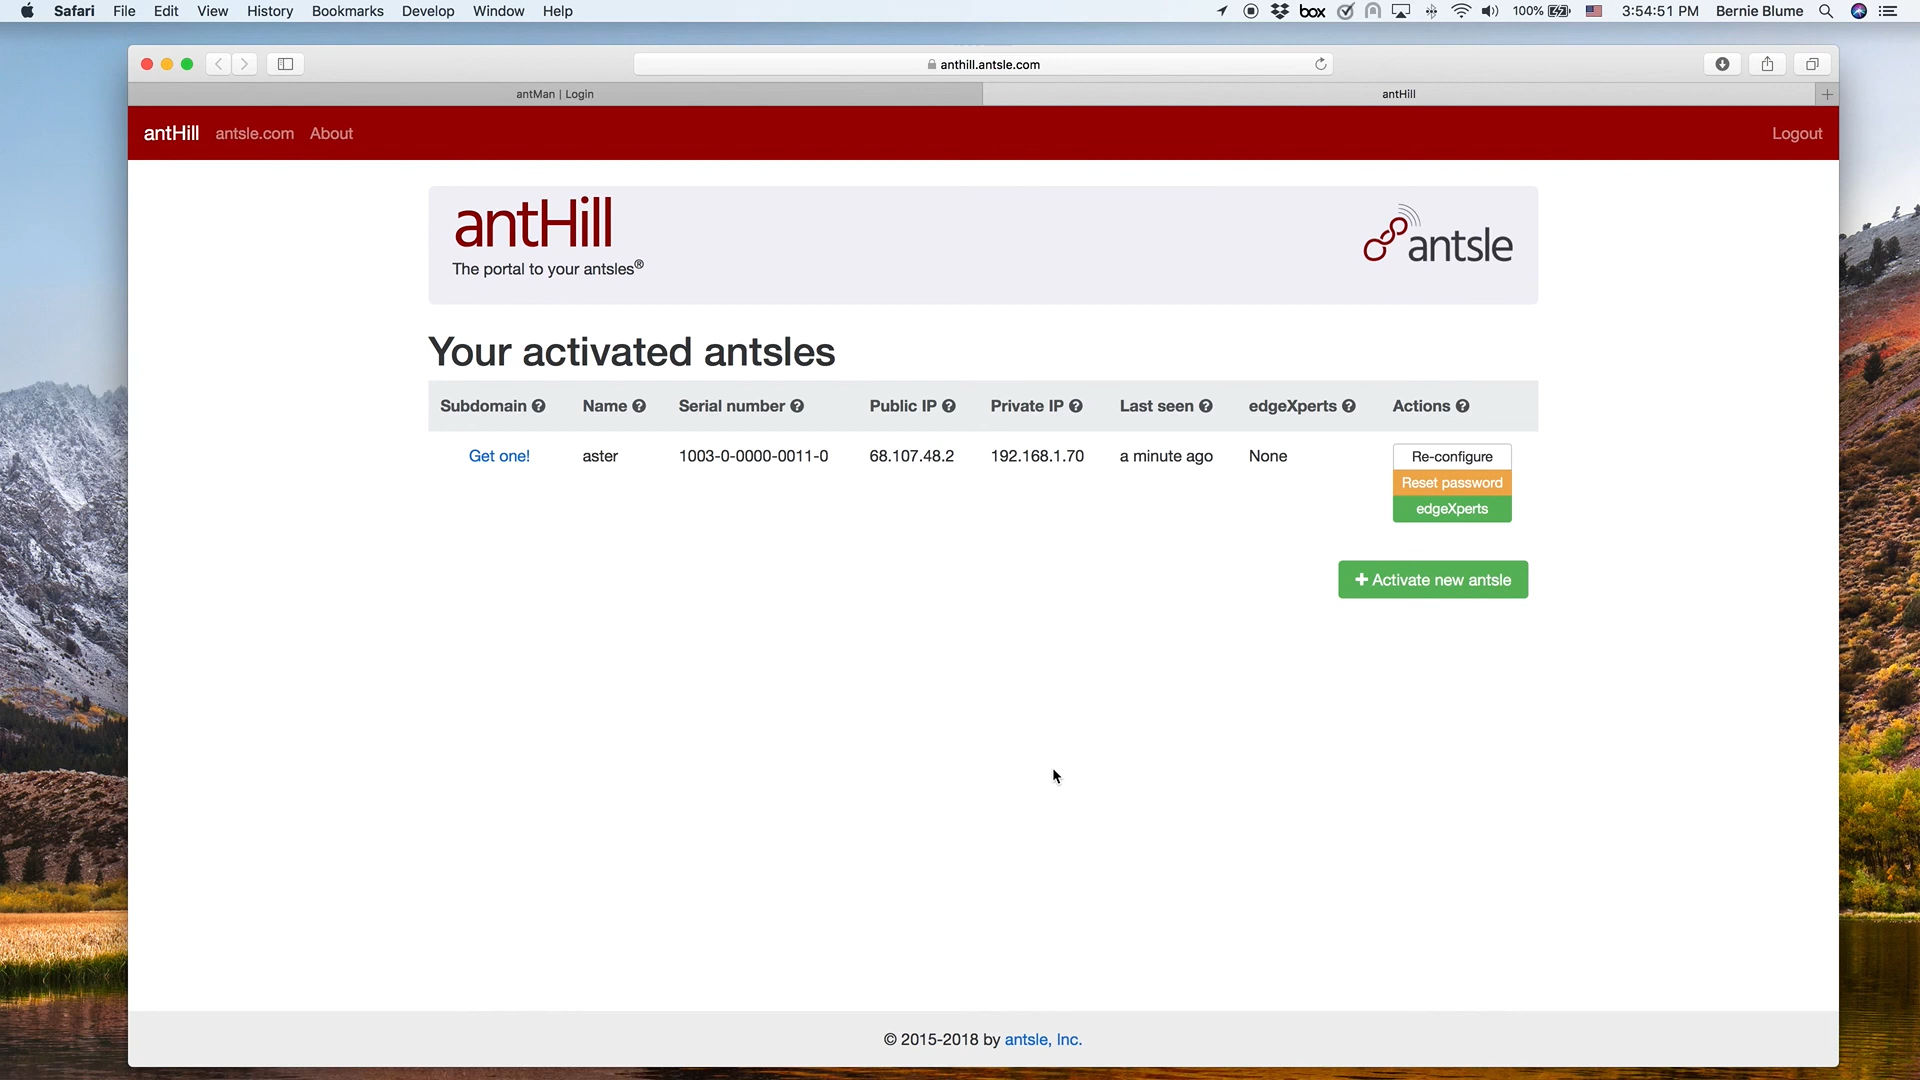 Safari File Edit View History Bookmarks Develop Window Help box 100% 3:54:51 PM Bernie Blume
anthill.antsle.com
antMan | Login antHill
antHill antsle.com About Logout
antHill
The portal to your antsles®
antsle
Your activated antsles
Subdomain Name Serial number Public IP Private IP Last seen edgeXperts Actions
Get one! aster 1003-0-0000-0011-0 68.107.48.2 192.168.1.70 a minute ago None Re-configure
Reset password
edgeXperts
Activate new antsle
© 2015-2018 by antsle, Inc.